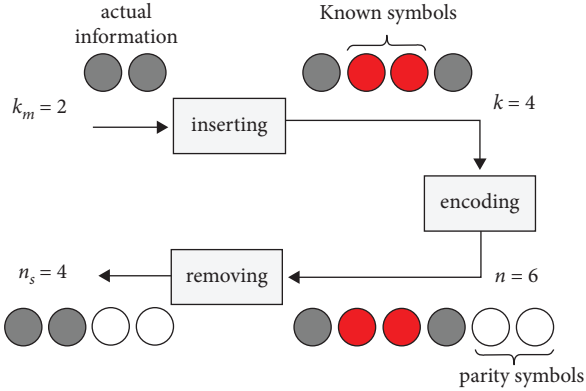 actual
information
Known symbols
k_m = 2
inserting
k = 4
encoding
n_s = 4
removing
n = 6
parity symbols